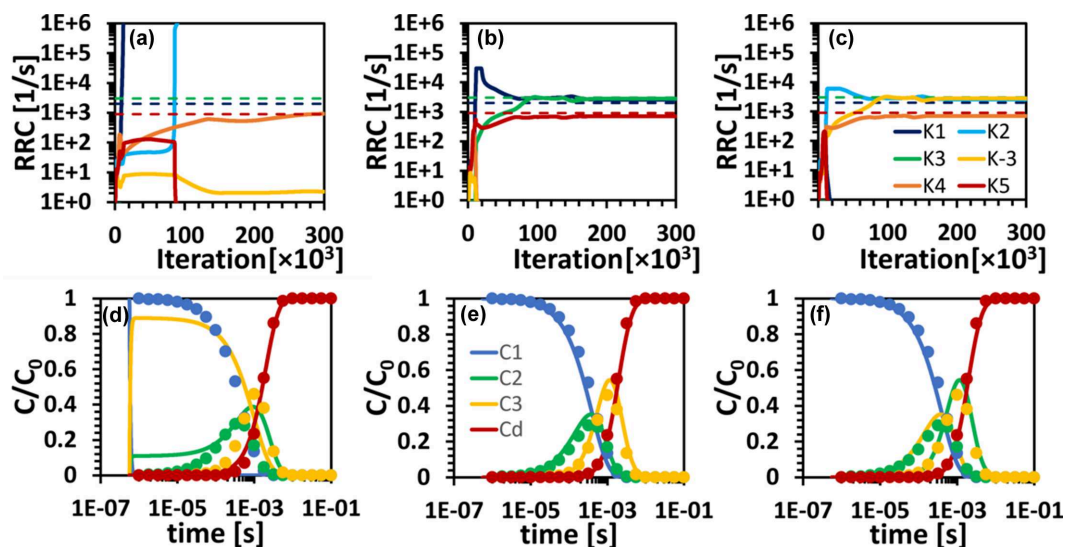 (a)
RRC [1/s]
1E+6
1E+5
1E+4
1E+3
1E+2
1E+1
1E+0
0 100 200 300
Iteration[×10³]
(b)
RRC [1/s]
1E+6
1E+5
1E+4
1E+3
1E+2
1E+1
1E+0
0 100 200 300
Iteration[×10³]
(c)
RRC [1/s]
1E+6
1E+5
1E+4
1E+3
1E+2
1E+1
1E+0
K1 K2
K3 K-3
K4 K5
0 100 200 300
Iteration[×10³]
(d)
C/C₀
1
0.8
0.6
0.4
0.2
0
1E-07 1E-05 1E-03 1E-01
time [s]
(e)
C/C₀
1
0.8
0.6
0.4
0.2
0
C1
C2
C3
Cd
1E-07 1E-05 1E-03 1E-01
time [s]
(f)
C/C₀
1
0.8
0.6
0.4
0.2
0
1E-07 1E-05 1E-03 1E-01
time [s]